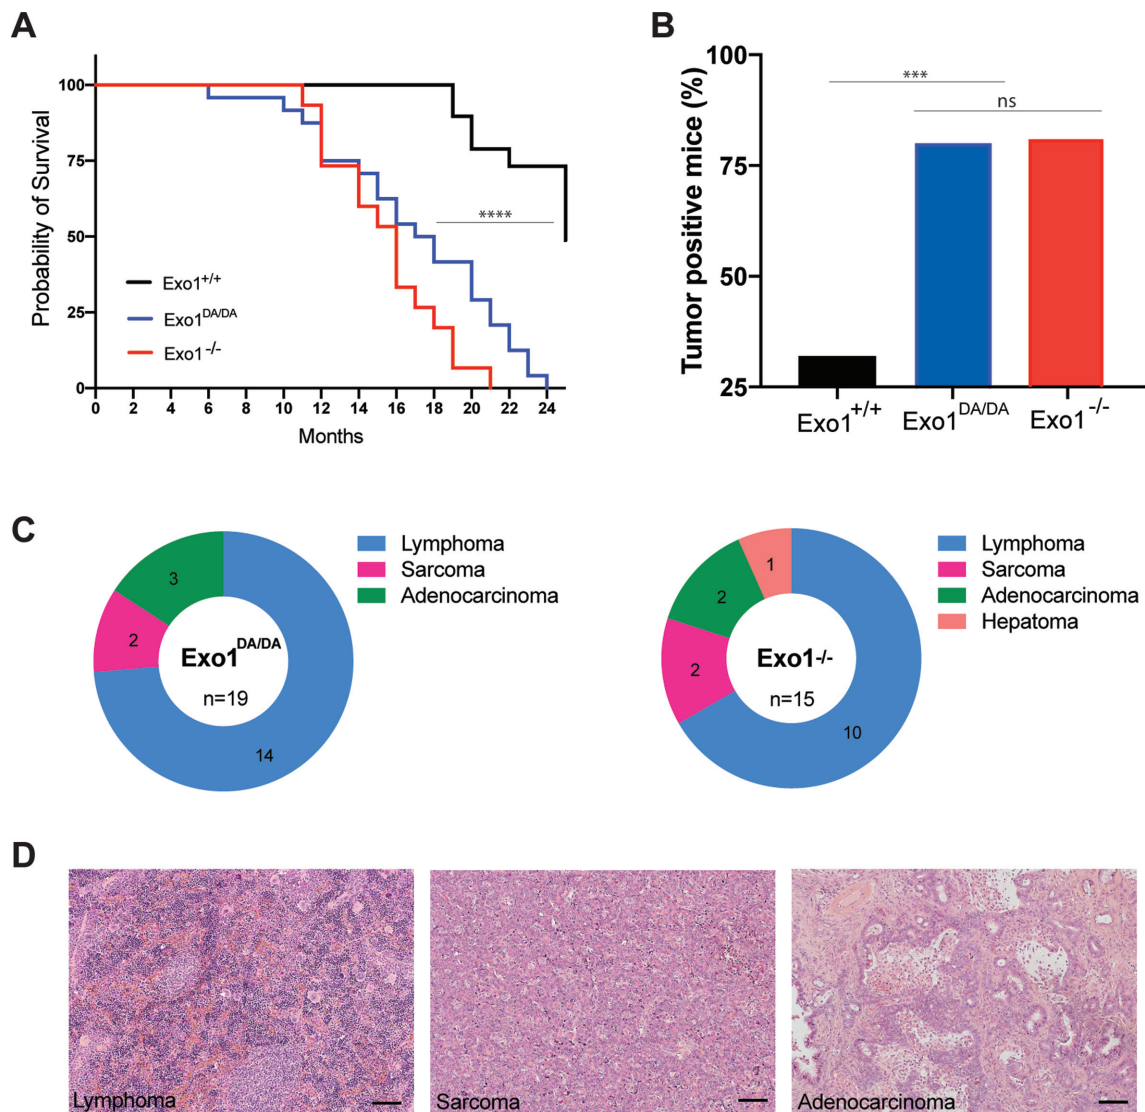 A
Probability of Survival
100
75
50
25
0
0 2 4 6 8 10 12 14 16 18 20 22 24
Months
****
Exo1+/+
Exo1DA/DA
Exo1-/-
B
Tumor positive mice (%)
100
75
50
25
***
ns
Exo1+/+ Exo1DA/DA Exo1-/-
C
3
2
14
Exo1DA/DA
n=19
Lymphoma
Sarcoma
Adenocarcinoma
1
2
2
10
Exo1-/-
n=15
Lymphoma
Sarcoma
Adenocarcinoma
Hepatoma
D
Lymphoma
Sarcoma
Adenocarcinoma